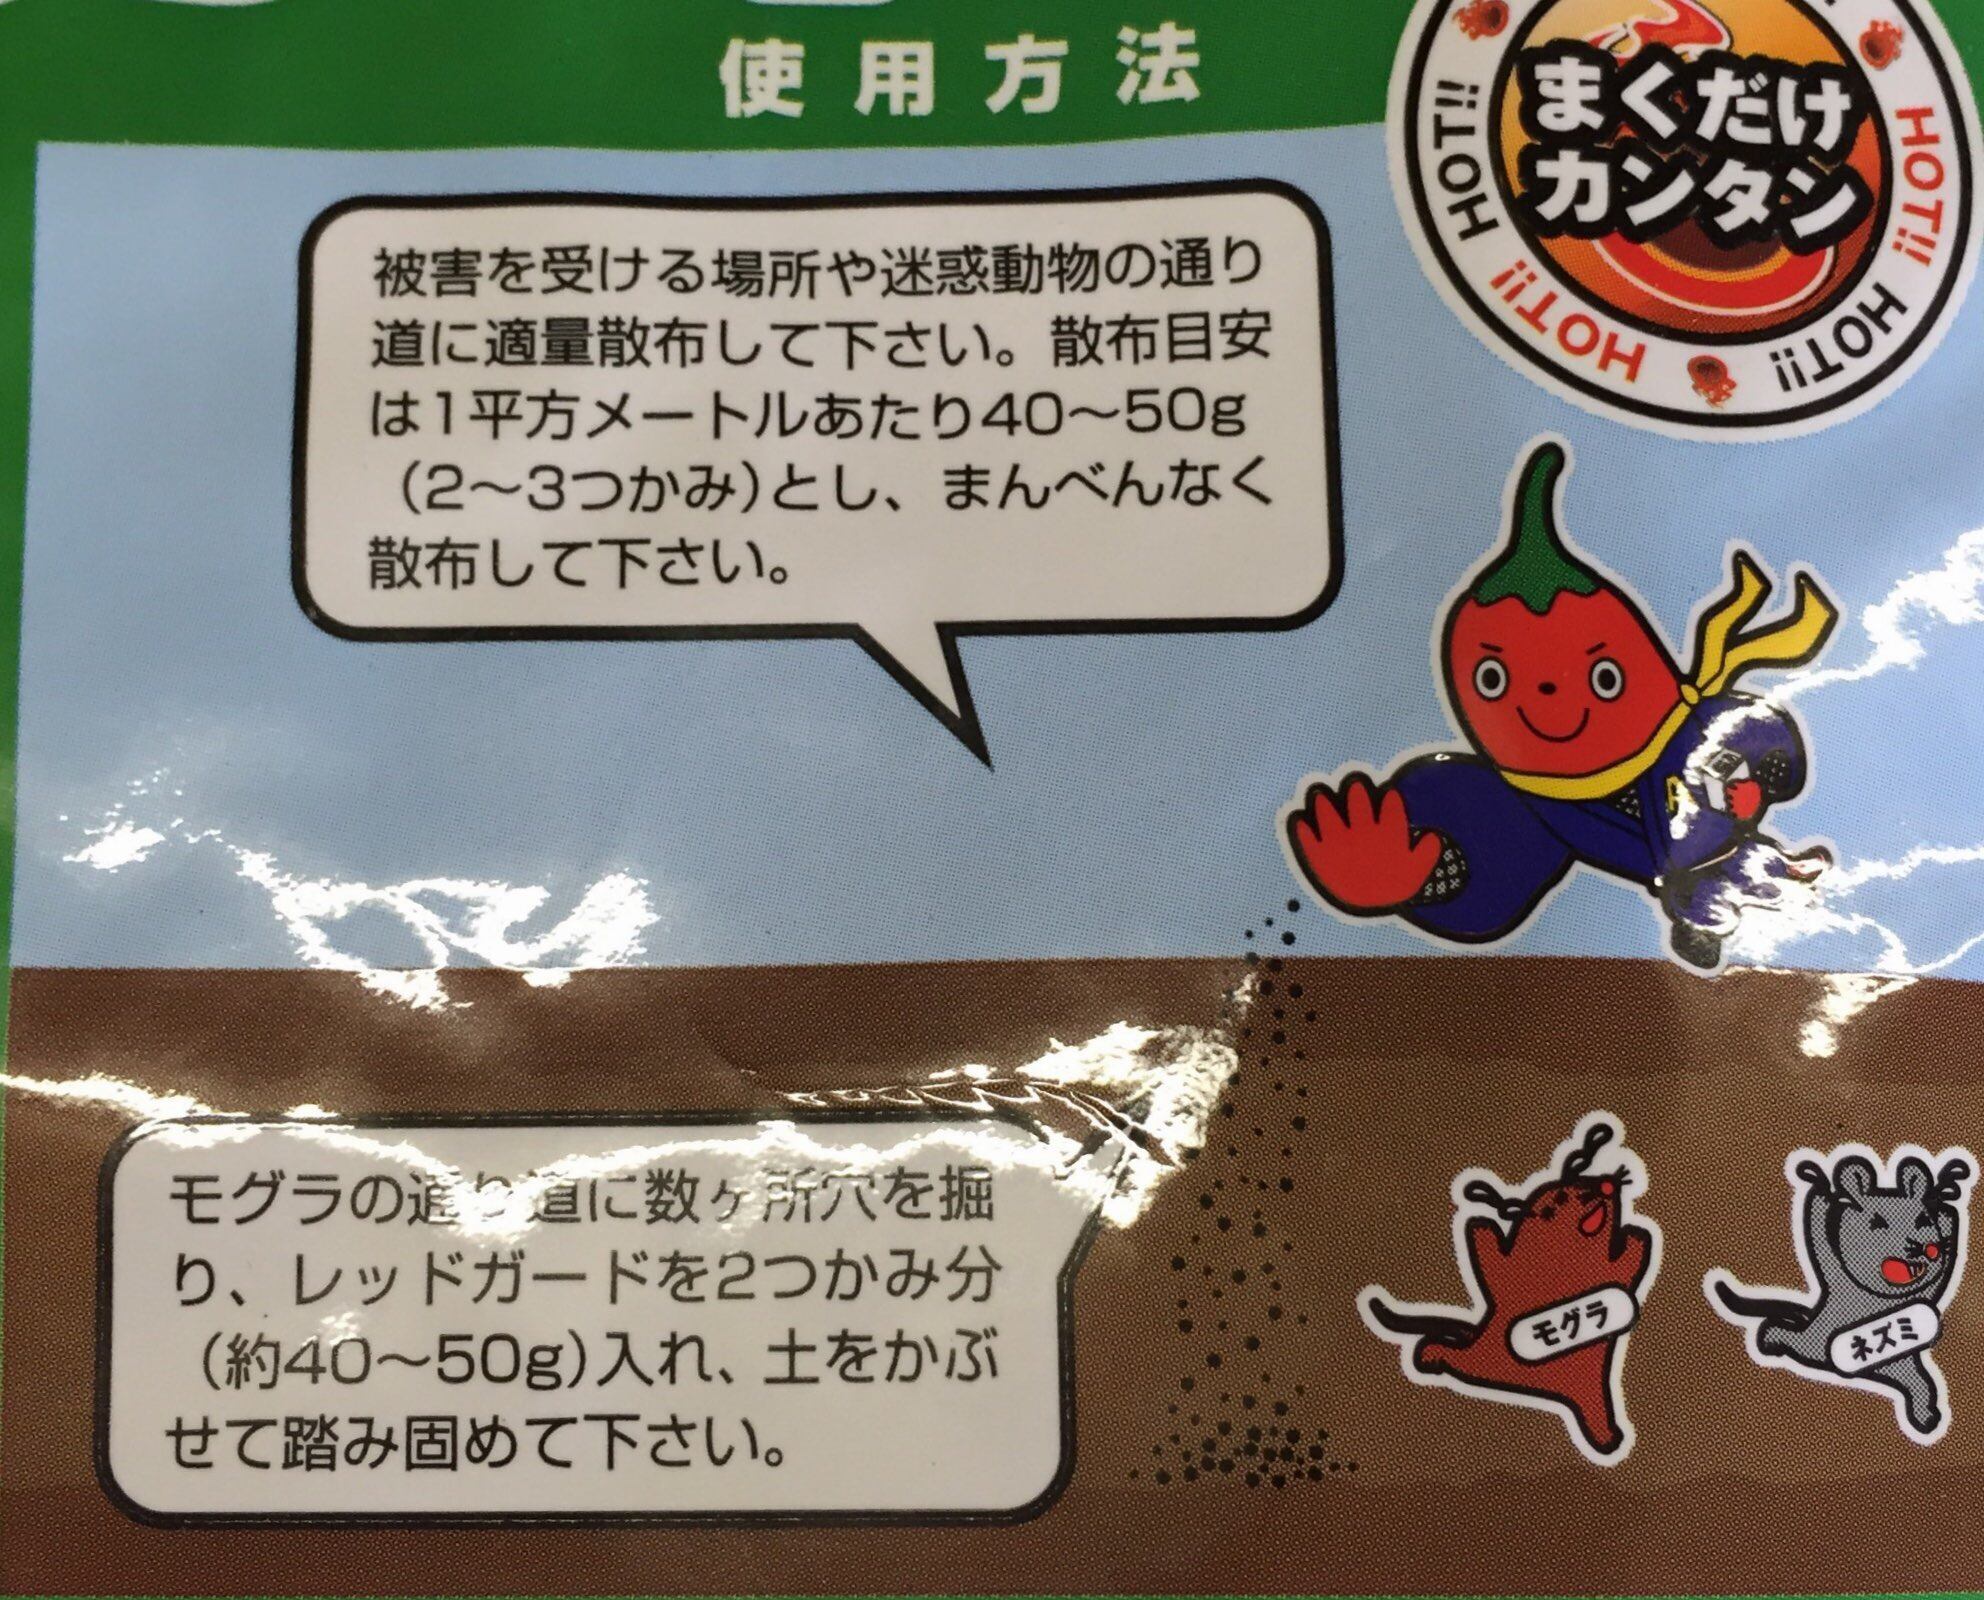 使用方法
まくだけ
カンタン
HOT!! HOT!! HOT!! HOT!!
被害を受ける場所や迷惑動物の通り
道に適量散布して下さい。散布目安
は1平方メートルあたり40〜50g
(2〜3つかみ)とし、まんべんなく
散布して下さい。
モグラの通り道に数ヶ所穴を掘
り、レッドガードを2つかみ分
(約40〜50g)入れ、土をかぶ
せて踏み固めて下さい。
モグラ
ネズミ